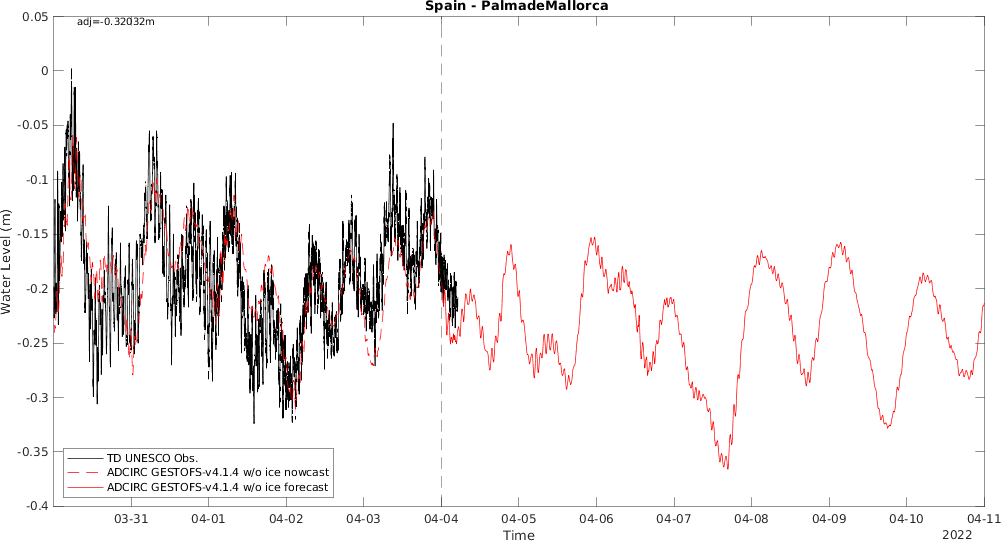 Spain - PalmadeMallorca
adj=-0.32032m
0.05
0
-0.05
-0.1
-0.15
-0.2
-0.25
-0.3
-0.35
-0.4
Water Level (m)
TD UNESCO Obs.
ADCIRC GESTOFS-v4.1.4 w/o ice nowcast
ADCIRC GESTOFS-v4.1.4 w/o ice forecast
03-31 04-01 04-02 04-03 04-04 04-05 04-06 04-07 04-08 04-09 04-10 04-11
Time
2022